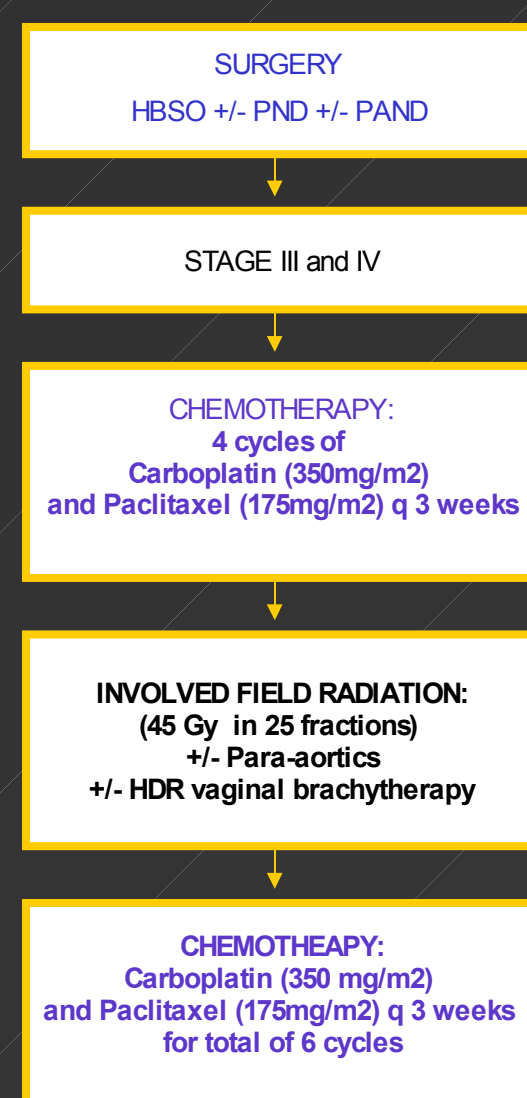 SURGERY
HBSO +/- PND +/- PAND
STAGE III and IV
CHEMOTHERAPY:
4 cycles of
Carboplatin (350mg/m2)
and Paclitaxel (175mg/m2) q 3 weeks
INVOLVED FIELD RADIATION:
(45 Gy in 25 fractions)
+/- Para-aortics
+/- HDR vaginal brachytherapy
CHEMOTHEAPY:
Carboplatin (350 mg/m2)
and Paclitaxel (175mg/m2) q 3 weeks
for total of 6 cycles